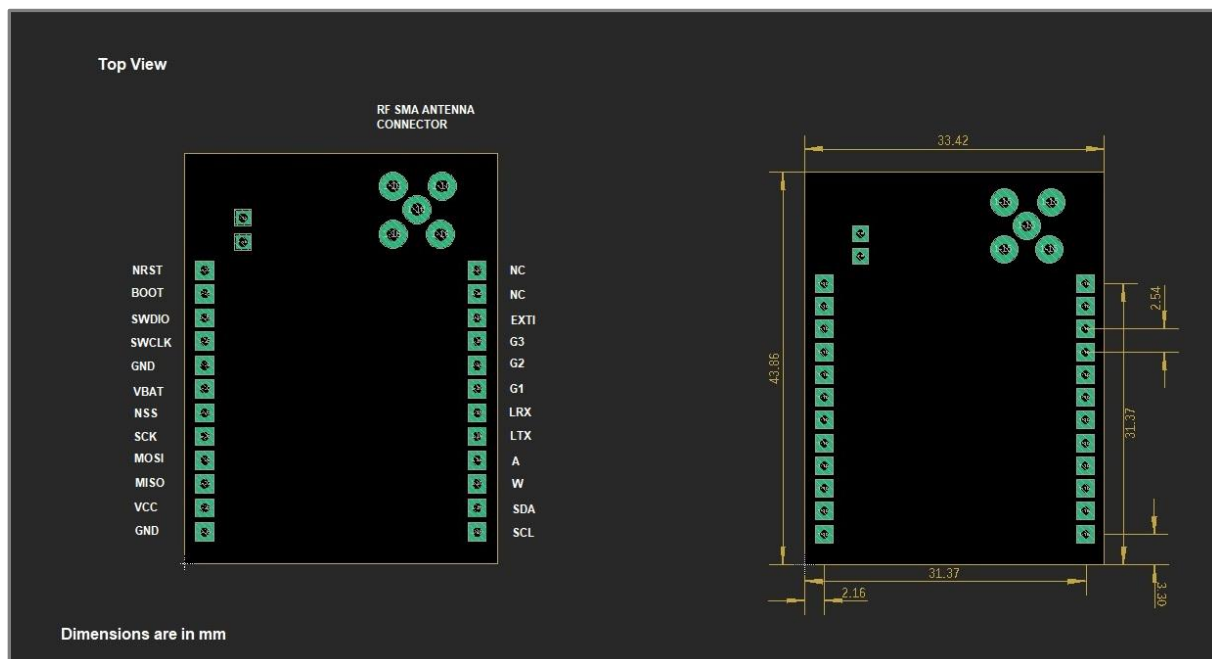 Top View
RF SMA ANTENNA
CONNECTOR
NRST
BOOT
SWDIO
SWCLK
GND
VBAT
NSS
SCK
MOSI
MISO
VCC
GND
NC
NC
EXTI
G3
G2
G1
LRX
LTX
A
W
SDA
SCL
33.42
43.86
2.54
31.37
31.37
2.16
3.30
Dimensions are in mm